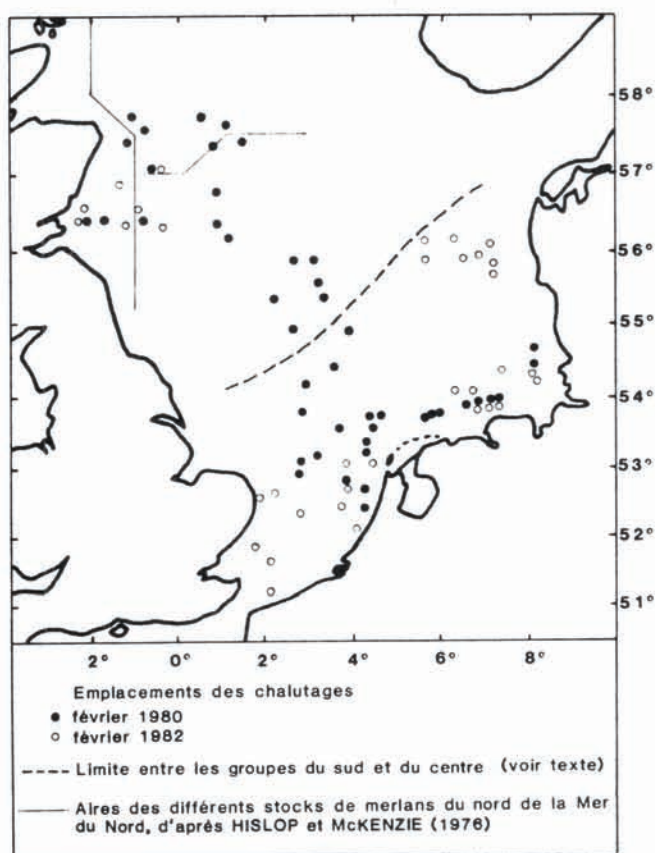 58°
57°
56°
55°
54°
53°
52°
51°
2° 0° 2° 4° 6° 8°
Emplacements des chalutages
● février 1980
○ février 1982
---- Limite entre les groupes du sud et du centre (voir texte)
—— Aires des différents stocks de merlans du nord de la Mer
du Nord, d'après HISLOP et McKENZIE (1976)